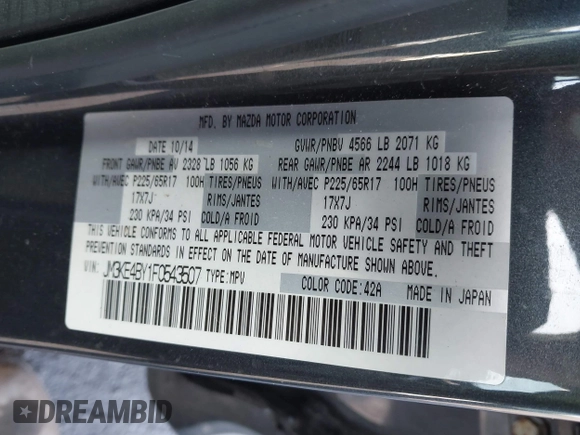 MFD. BY MAZDA MOTOR CORPORATION
DATE 10/14 GVWR/PNBV 4566 LB 2071 KG
FRONT GAWR/PNBE AV 2328 LB 1056 KG REAR GAWR/PNBE AR 2244 LB 1018 KG
WITH/AVEC P225/65R17 100H TIRES/PNEUS WITH/AVEC P225/65R17 100H TIRES/PNEUS
17X7J RIMS/JANTES 17X7J RIMS/JANTES
230 KPA/34 PSI COLD/A FROID 230 KPA/34 PSI COLD/A FROID
THIS VEHICLE CONFORMS TO ALL APPLICABLE FEDERAL MOTOR VEHICLE SAFETY AND THEFT
PREVENTION STANDARDS IN EFFECT ON THE DATE OF MANUFACTURE SHOWN ABOVE.
VIN: JM3KE4BY1F0543507 TYPE: MPV COLOR CODE: 42A MADE IN JAPAN
DREAMBID